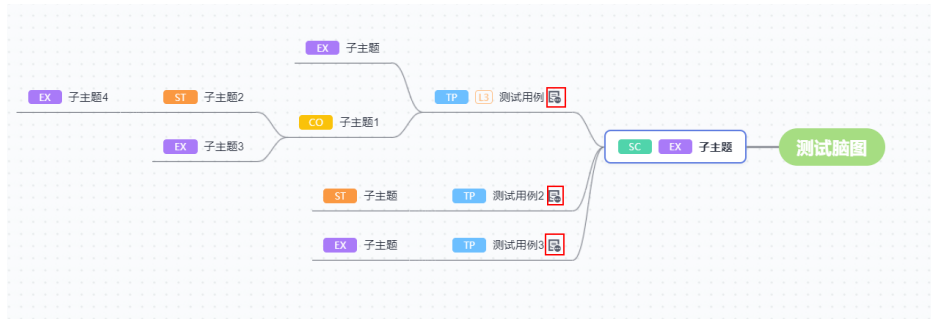 EX 子主题
EX 子主题4 ST 子主题2 TP L3 测试用例
CO 子主题1
EX 子主题3 SC EX 子主题 测试脑图
ST 子主题 TP 测试用例2
EX 子主题 TP 测试用例3